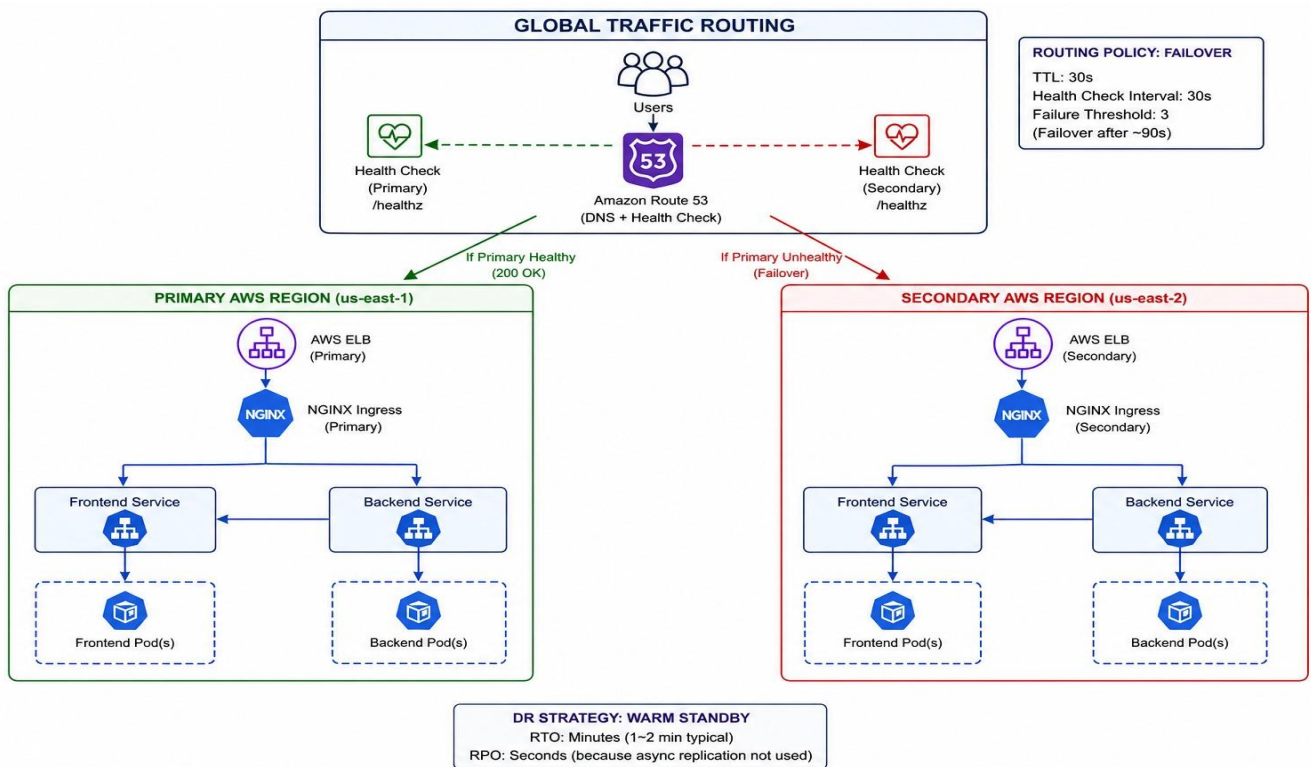 GLOBAL TRAFFIC ROUTING
Users
53
Amazon Route 53
(DNS + Health Check)
Health Check
(Primary)
/healthz
Health Check
(Secondary)
/healthz
ROUTING POLICY: FAILOVER
TTL: 30s
Health Check Interval: 30s
Failure Threshold: 3
(Failover after ~90s)
If Primary Healthy
(200 OK)
If Primary Unhealthy
(Failover)
PRIMARY AWS REGION (us-east-1)
AWS ELB
(Primary)
NGINX
NGINX Ingress
(Primary)
Frontend Service
Backend Service
Frontend Pod(s)
Backend Pod(s)
SECONDARY AWS REGION (us-east-2)
AWS ELB
(Secondary)
NGINX
NGINX Ingress
(Secondary)
Frontend Service
Backend Service
Frontend Pod(s)
Backend Pod(s)
DR STRATEGY: WARM STANDBY
RTO: Minutes (1~2 min typical)
RPO: Seconds (because async replication not used)